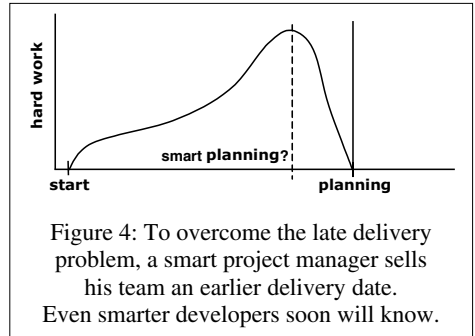 hard work
smart planning?
start
planning
Figure 4: To overcome the late delivery
problem, a smart project manager sells
his team an earlier delivery date.
Even smarter developers soon will know.